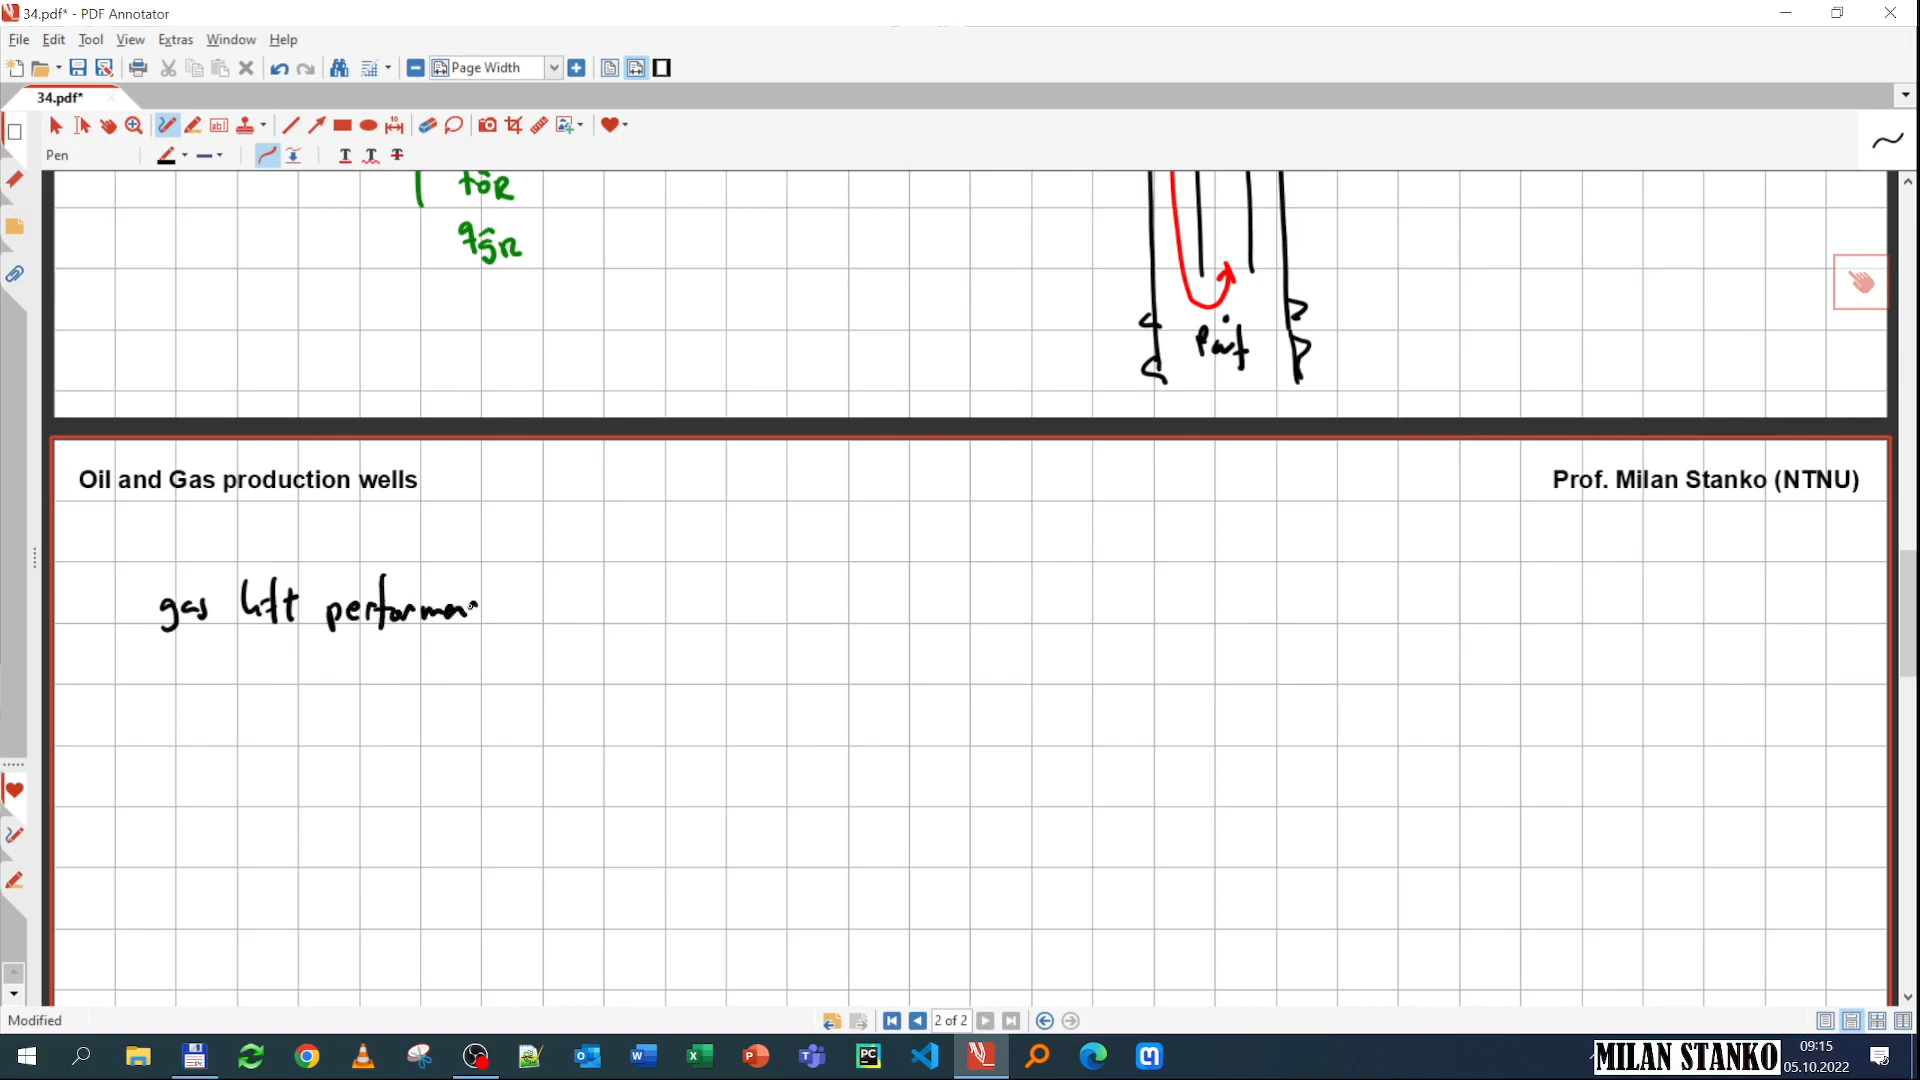 34.pdf* - PDF Annotator
File Edit Tool View Extras Window Help
Page Width
34.pdf*
Pen
Pwf
Oil and Gas production wells
Prof. Milan Stanko (NTNU)
gas lift performan
Modified
2 of 2
MILAN STANKO
09:15
05.10.2022